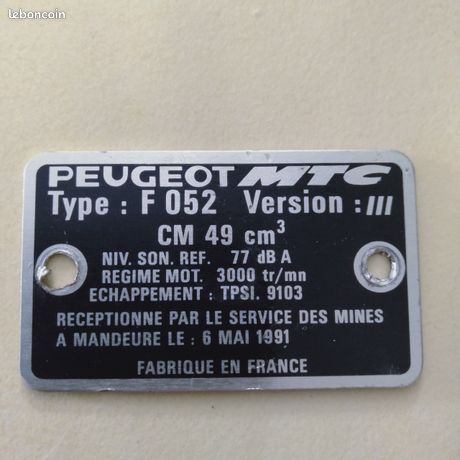 leboncoin
PEUGEOT MTC
Type : F 052 Version : III
CM 49 cm³
NIV. SON. REF. 77 dB A
REGIME MOT. 3000 tr/mn
ECHAPPEMENT : TPSI. 9103
RECEPTIONNE PAR LE SERVICE DES MINES
A MANDEURE LE : 6 MAI 1991
FABRIQUE EN FRANCE